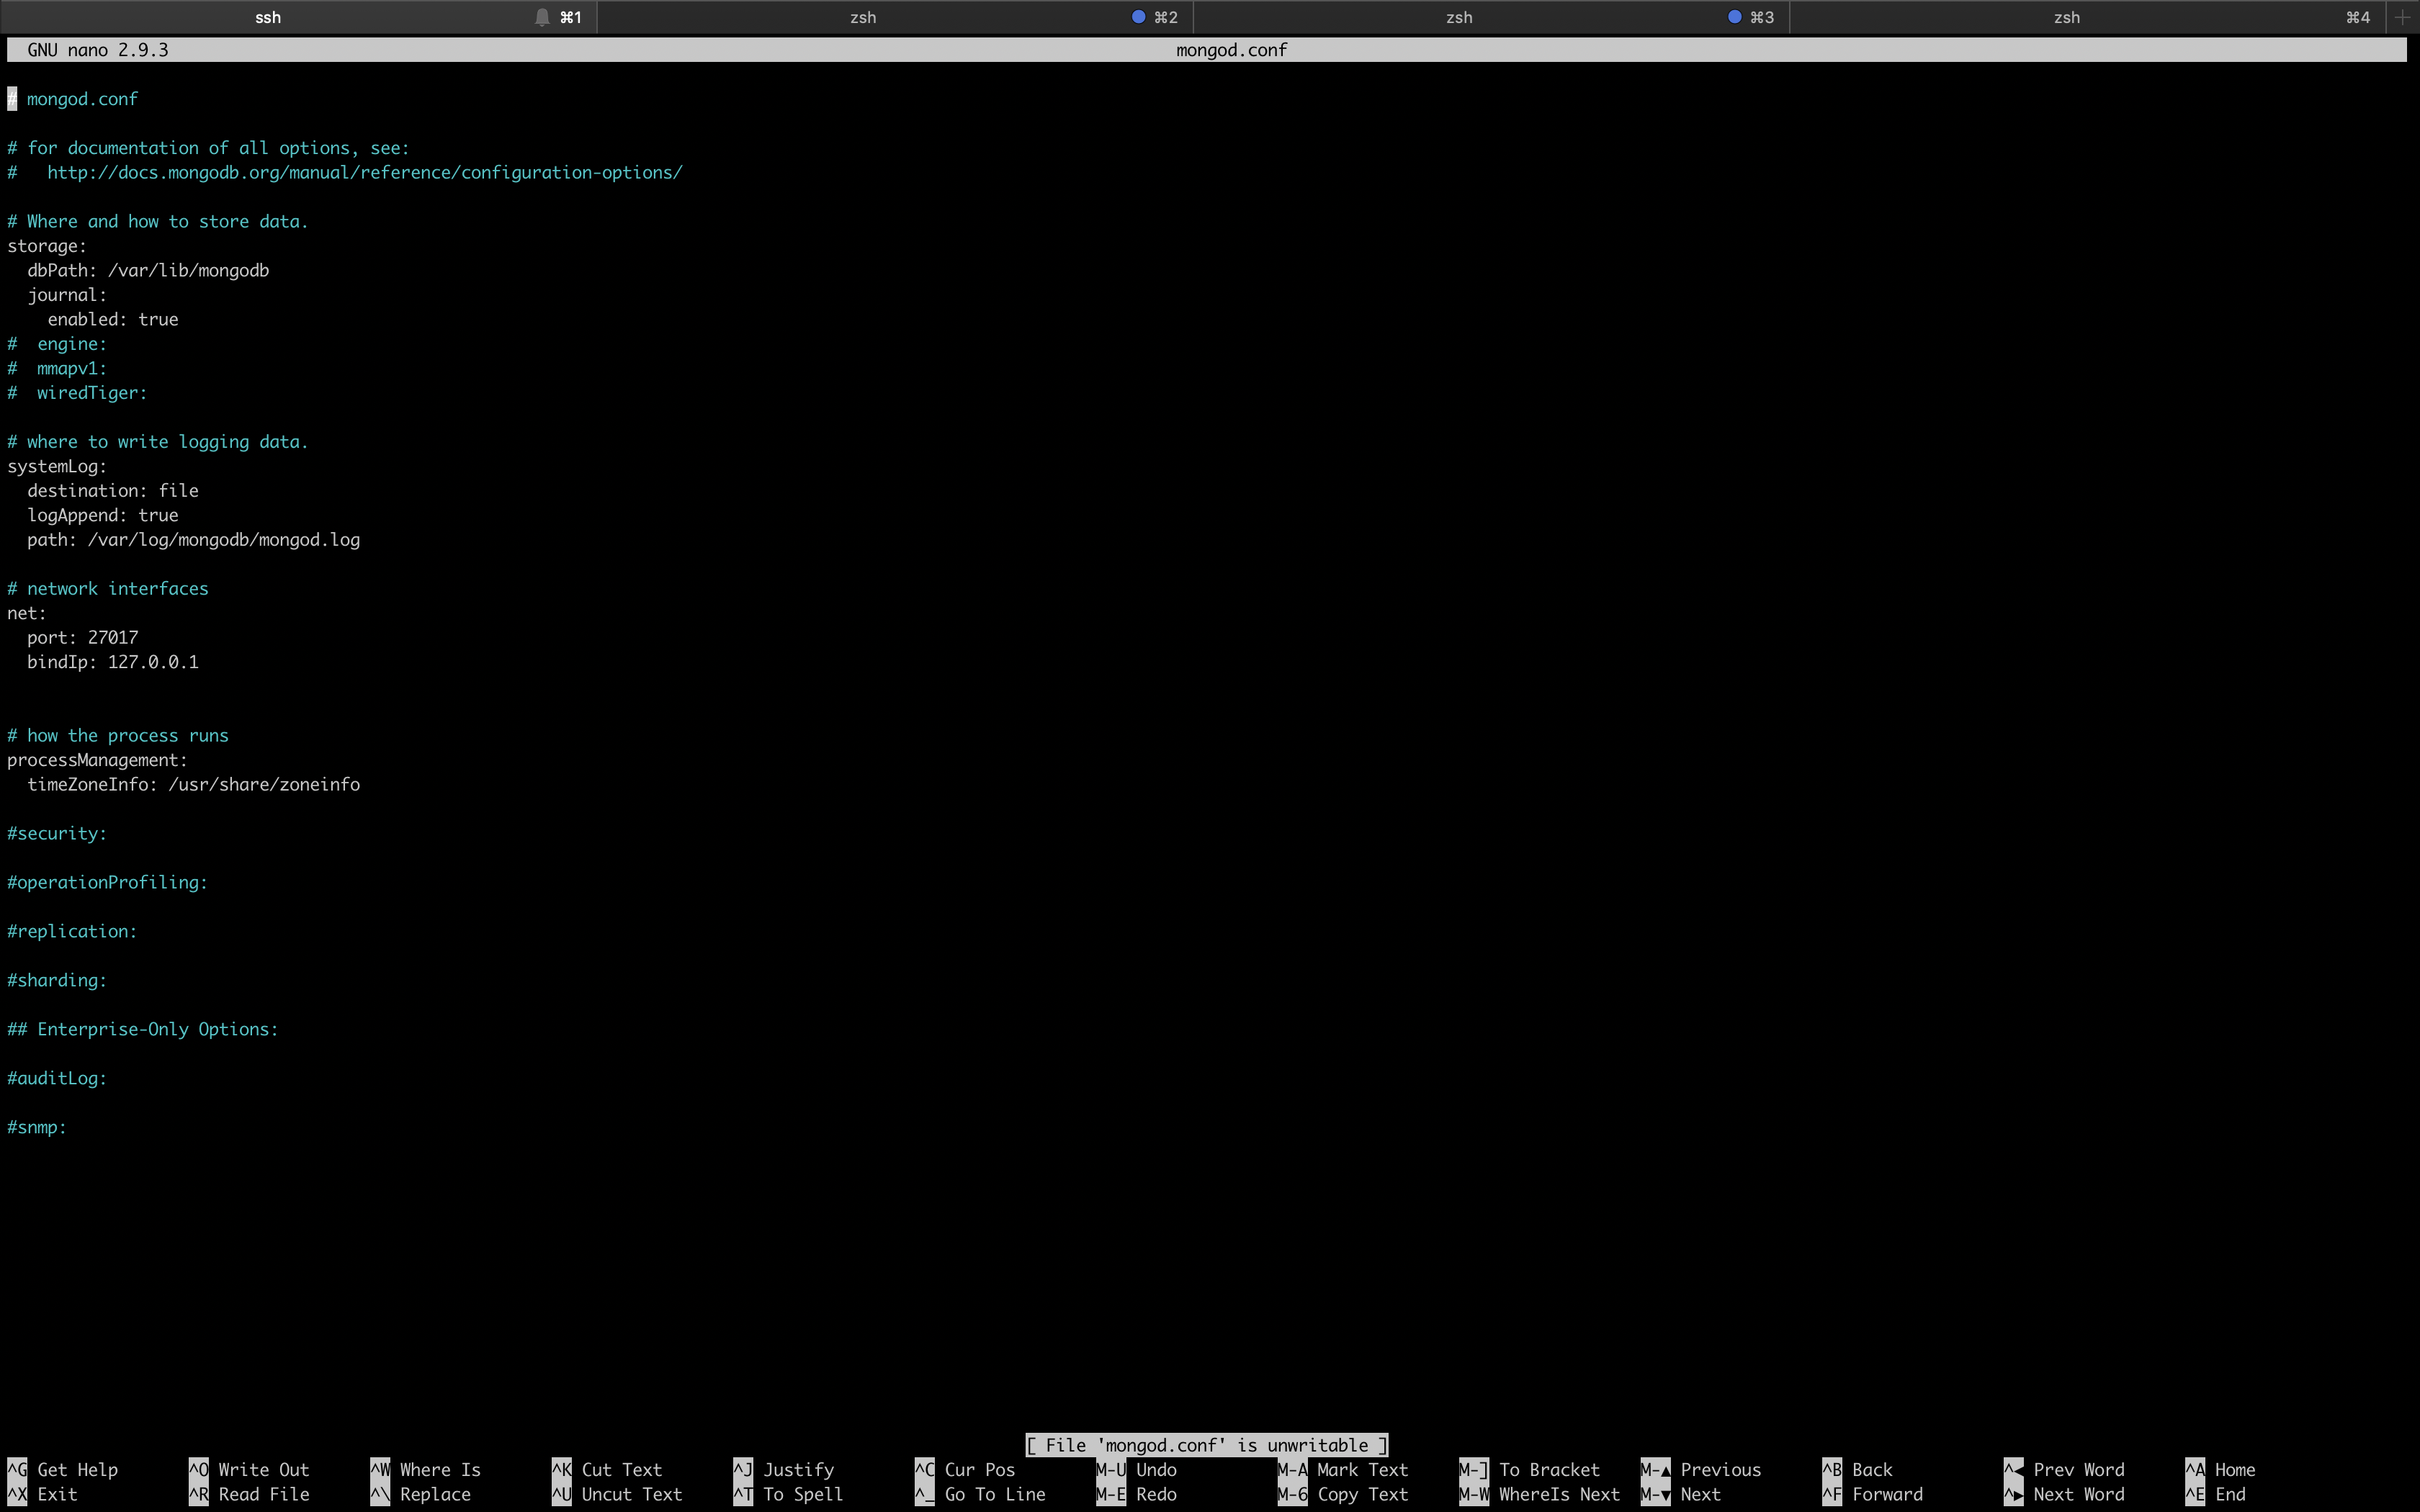 ssh ⌘1 zsh ⌘2 zsh ⌘3 zsh ⌘4 +
GNU nano 2.9.3 mongod.conf
# mongod.conf
# for documentation of all options, see:
#   http://docs.mongodb.org/manual/reference/configuration-options/
# Where and how to store data.
storage:
  dbPath: /var/lib/mongodb
  journal:
    enabled: true
#  engine:
#  mmapv1:
#  wiredTiger:
# where to write logging data.
systemLog:
  destination: file
  logAppend: true
  path: /var/log/mongodb/mongod.log
# network interfaces
net:
  port: 27017
  bindIp: 127.0.0.1
# how the process runs
processManagement:
  timeZoneInfo: /usr/share/zoneinfo
#security:
#operationProfiling:
#replication:
#sharding:
## Enterprise-Only Options:
#auditLog:
#snmp:
[ File 'mongod.conf' is unwritable ]
^G Get Help ^O Write Out ^W Where Is ^K Cut Text ^J Justify ^C Cur Pos M-U Undo M-A Mark Text M-] To Bracket M-▲ Previous ^B Back ^◀ Prev Word ^A Home
^X Exit ^R Read File ^\ Replace ^U Uncut Text ^T To Spell ^_ Go To Line M-E Redo M-6 Copy Text M-W WhereIs Next M-▼ Next ^F Forward ^▶ Next Word ^E End